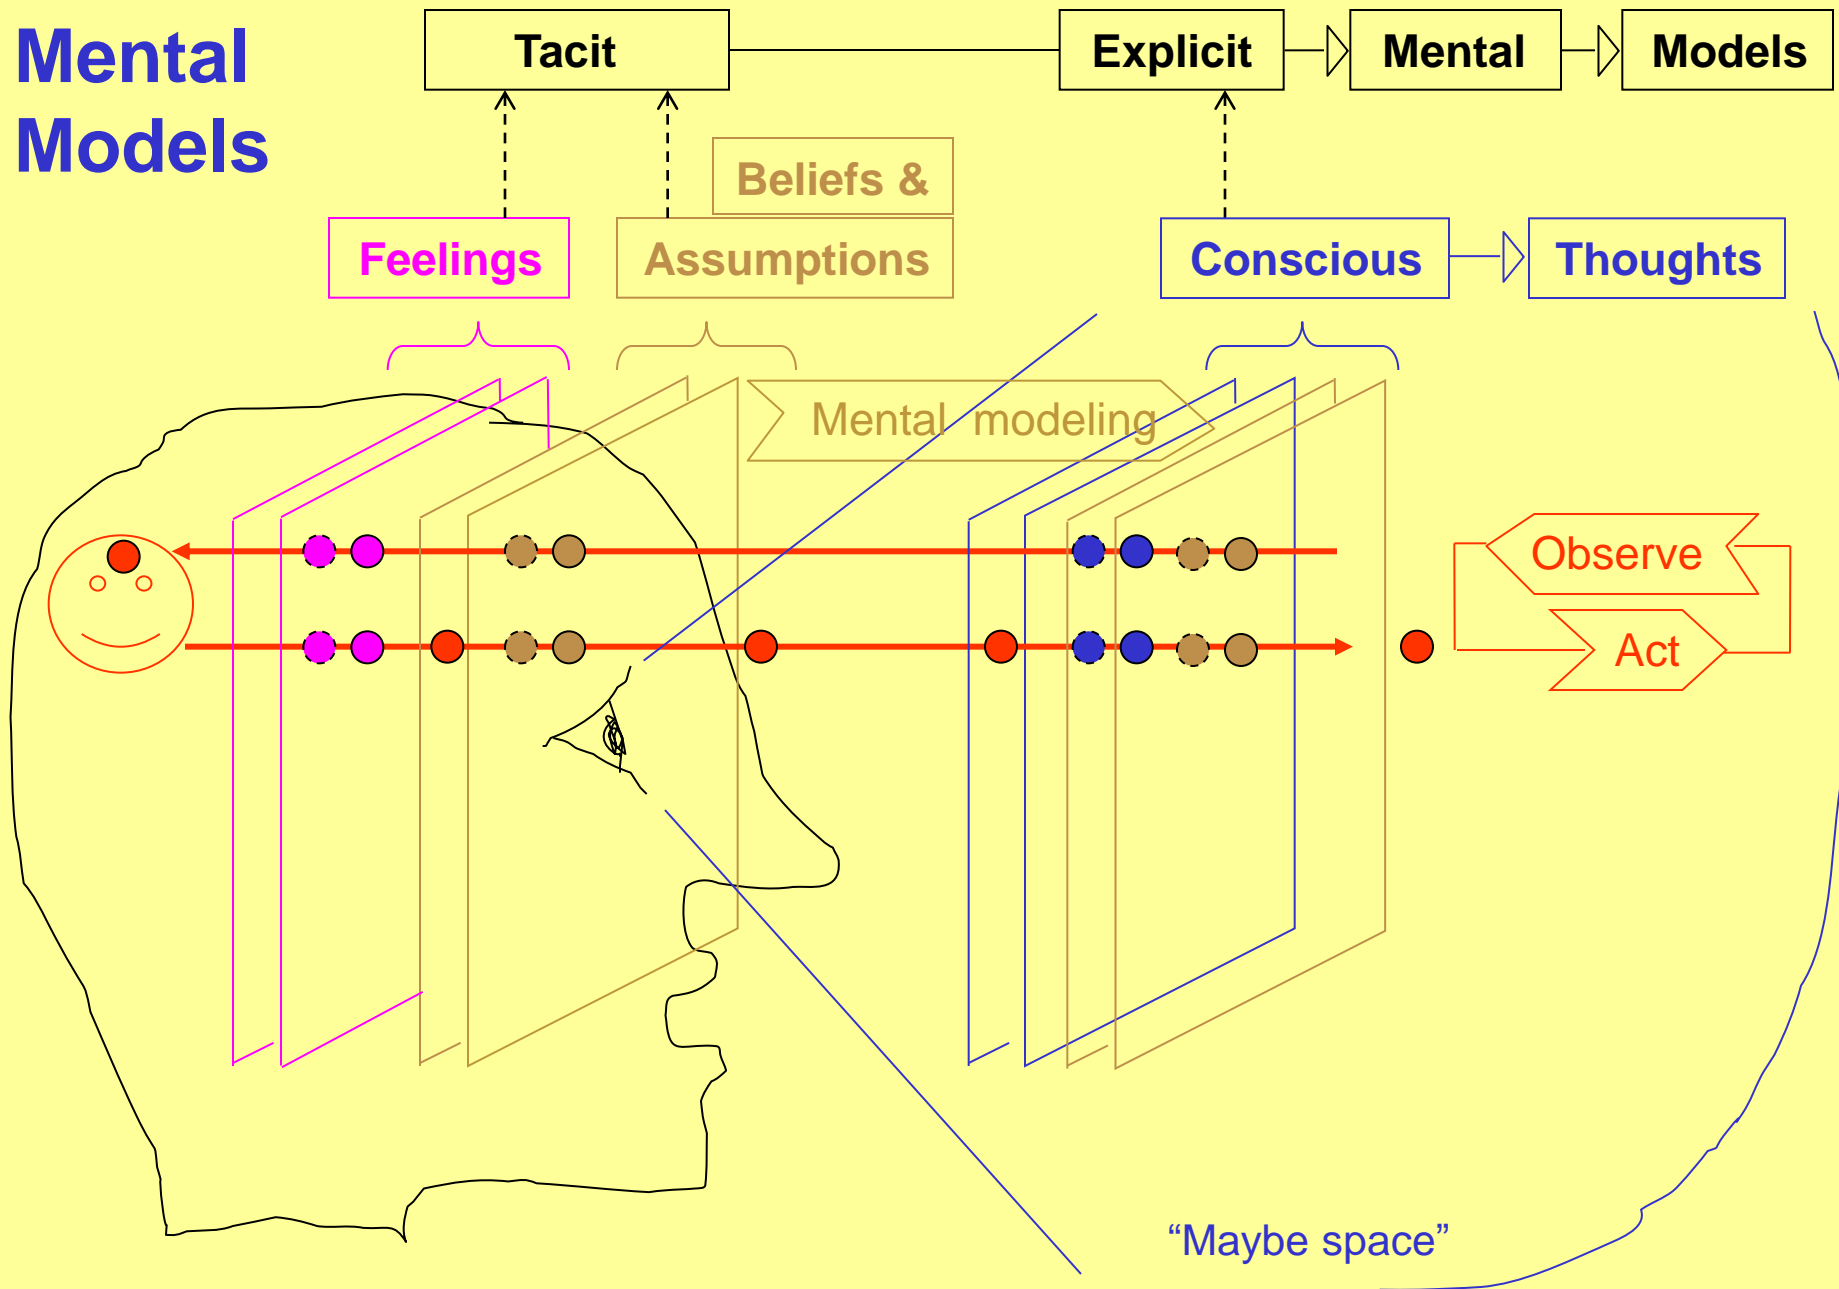 Mental
Models
Tacit
Explicit
Mental
Models
Beliefs &
Feelings
Assumptions
Conscious
Thoughts
Mental modeling
Observe
Act
“Maybe space”